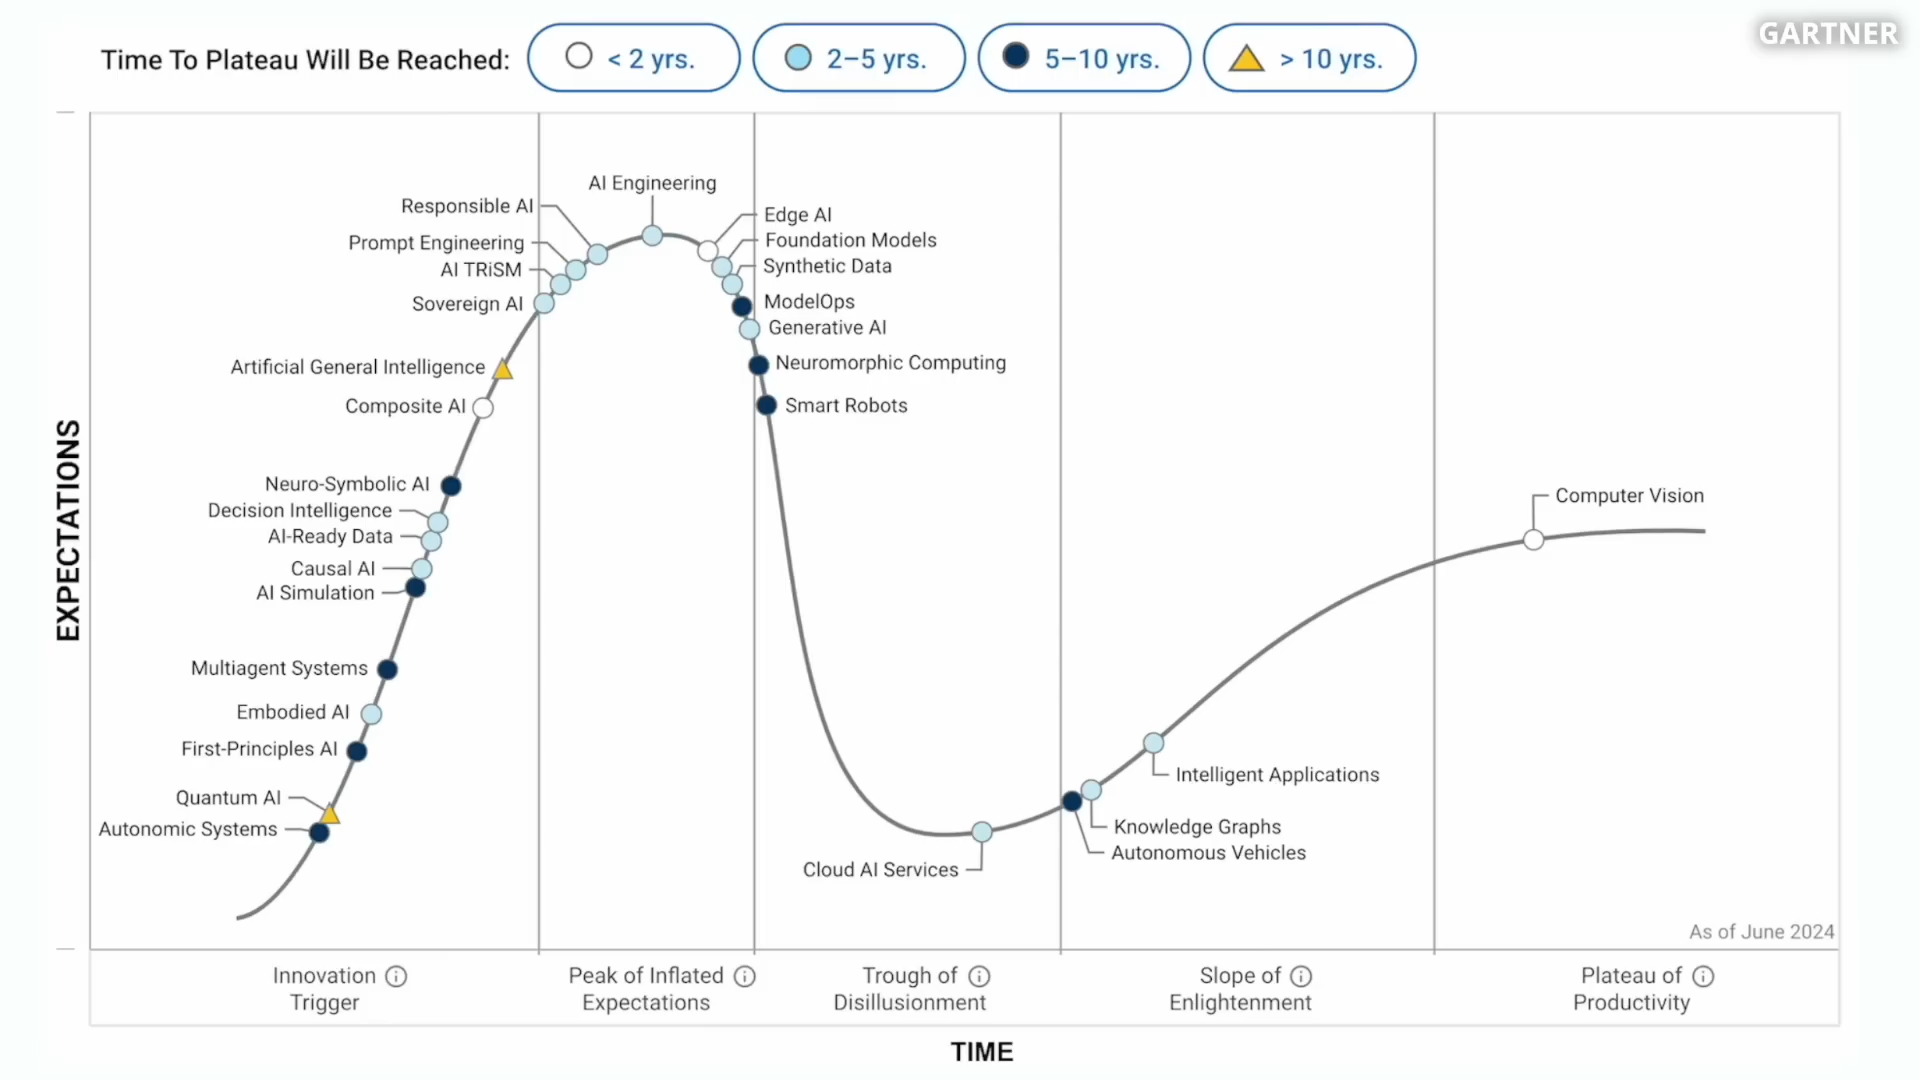 GARTNER
Time To Plateau Will Be Reached:
< 2 yrs.
2–5 yrs.
5–10 yrs.
> 10 yrs.
EXPECTATIONS
AI Engineering
Responsible AI
Prompt Engineering
AI TRiSM
Sovereign AI
Artificial General Intelligence
Composite AI
Neuro-Symbolic AI
Decision Intelligence
AI-Ready Data
Causal AI
AI Simulation
Multiagent Systems
Embodied AI
First-Principles AI
Quantum AI
Autonomic Systems
Edge AI
Foundation Models
Synthetic Data
ModelOps
Generative AI
Neuromorphic Computing
Smart Robots
Cloud AI Services
Computer Vision
Intelligent Applications
Knowledge Graphs
Autonomous Vehicles
As of June 2024
Innovation
Trigger
Peak of Inflated
Expectations
Trough of
Disillusionment
Slope of
Enlightenment
Plateau of
Productivity
TIME